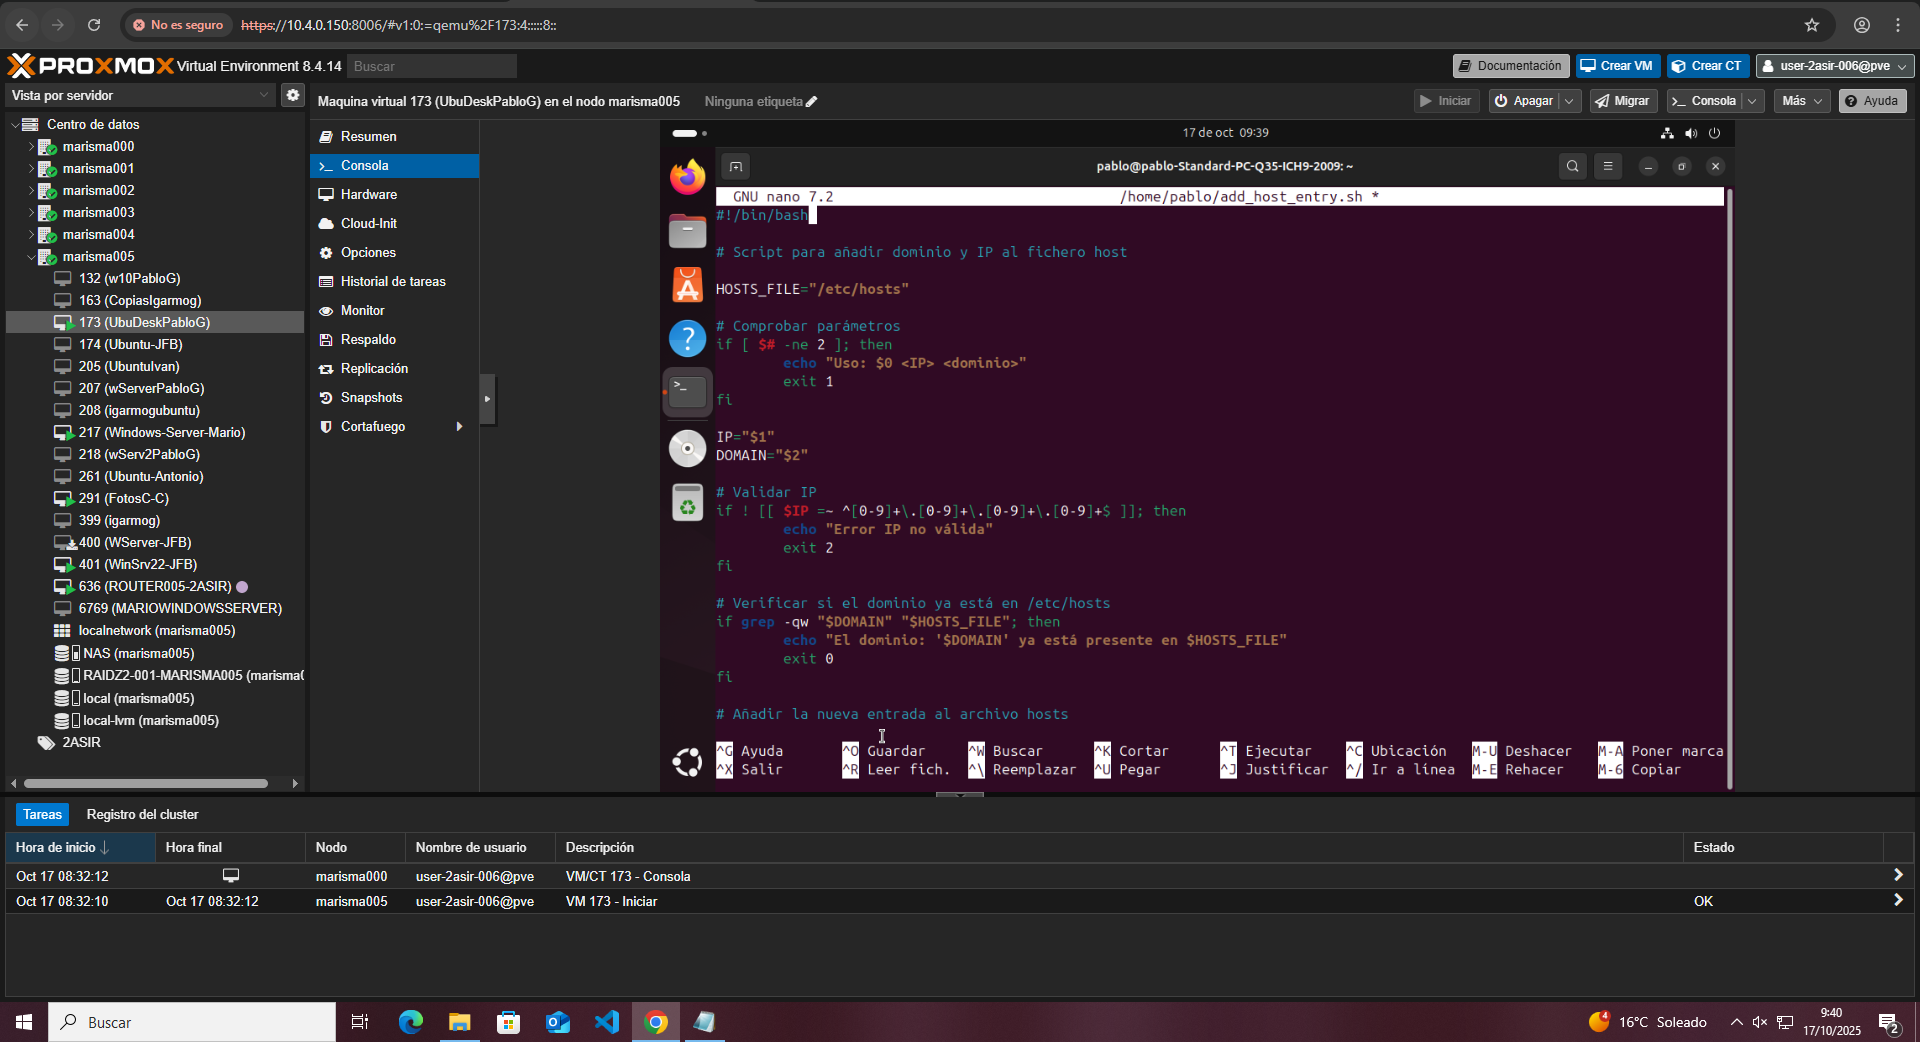 No es seguro https://10.4.0.150:8006/#v1:0:=qemu%2F173:4:::::8::
PROXMOX Virtual Environment 8.4.14 Buscar Documentación Crear VM Crear CT user-2asir-006@pve
Vista por servidor
Maquina virtual 173 (UbuDeskPabloG) en el nodo marisma005 Ninguna etiqueta Iniciar Apagar Migrar Consola Más Ayuda
Centro de datos
marisma000
marisma001
marisma002
marisma003
marisma004
marisma005
132 (w10PabloG)
163 (CopiasIgarmog)
173 (UbuDeskPabloG)
174 (Ubuntu-JFB)
205 (UbuntuIvan)
207 (wServerPabloG)
208 (igarmogubuntu)
217 (Windows-Server-Mario)
218 (wServ2PabloG)
261 (Ubuntu-Antonio)
291 (FotosC-C)
399 (igarmog)
400 (WServer-JFB)
401 (WinSrv22-JFB)
636 (ROUTER005-2ASIR)
6769 (MARIOWINDOWSSERVER)
localnetwork (marisma005)
NAS (marisma005)
RAIDZ2-001-MARISMA005 (marisma0
local (marisma005)
local-lvm (marisma005)
2ASIR
Resumen
Consola
Hardware
Cloud-Init
Opciones
Historial de tareas
Monitor
Respaldo
Replicación
Snapshots
Cortafuego
17 de oct 09:39
pablo@pablo-Standard-PC-Q35-ICH9-2009: ~
GNU nano 7.2 /home/pablo/add_host_entry.sh *
#!/bin/bash
# Script para añadir dominio y IP al fichero host
HOSTS_FILE="/etc/hosts"
# Comprobar parámetros
if [ $# -ne 2 ]; then
echo "Uso: $0 <IP> <dominio>"
exit 1
fi
IP="$1"
DOMAIN="$2"
# Validar IP
if ! [[ $IP =~ ^[0-9]+\.[0-9]+\.[0-9]+\.[0-9]+$ ]]; then
echo "Error IP no válida"
exit 2
fi
# Verificar si el dominio ya está en /etc/hosts
if grep -qw "$DOMAIN" "$HOSTS_FILE"; then
echo "El dominio: '$DOMAIN' ya está presente en $HOSTS_FILE"
exit 0
fi
# Añadir la nueva entrada al archivo hosts
^G Ayuda ^O Guardar ^W Buscar ^K Cortar ^T Ejecutar ^C Ubicación M-U Deshacer M-A Poner marca
^X Salir ^R Leer fich. ^\ Reemplazar ^U Pegar ^J Justificar ^/ Ir a línea M-E Rehacer M-6 Copiar
Tareas Registro del cluster
Hora de inicio Hora final Nodo Nombre de usuario Descripción Estado
Oct 17 08:32:12 marisma000 user-2asir-006@pve VM/CT 173 - Consola
Oct 17 08:32:10 Oct 17 08:32:12 marisma005 user-2asir-006@pve VM 173 - Iniciar OK
Buscar 4 16°C Soleado 9:40
17/10/2025 2